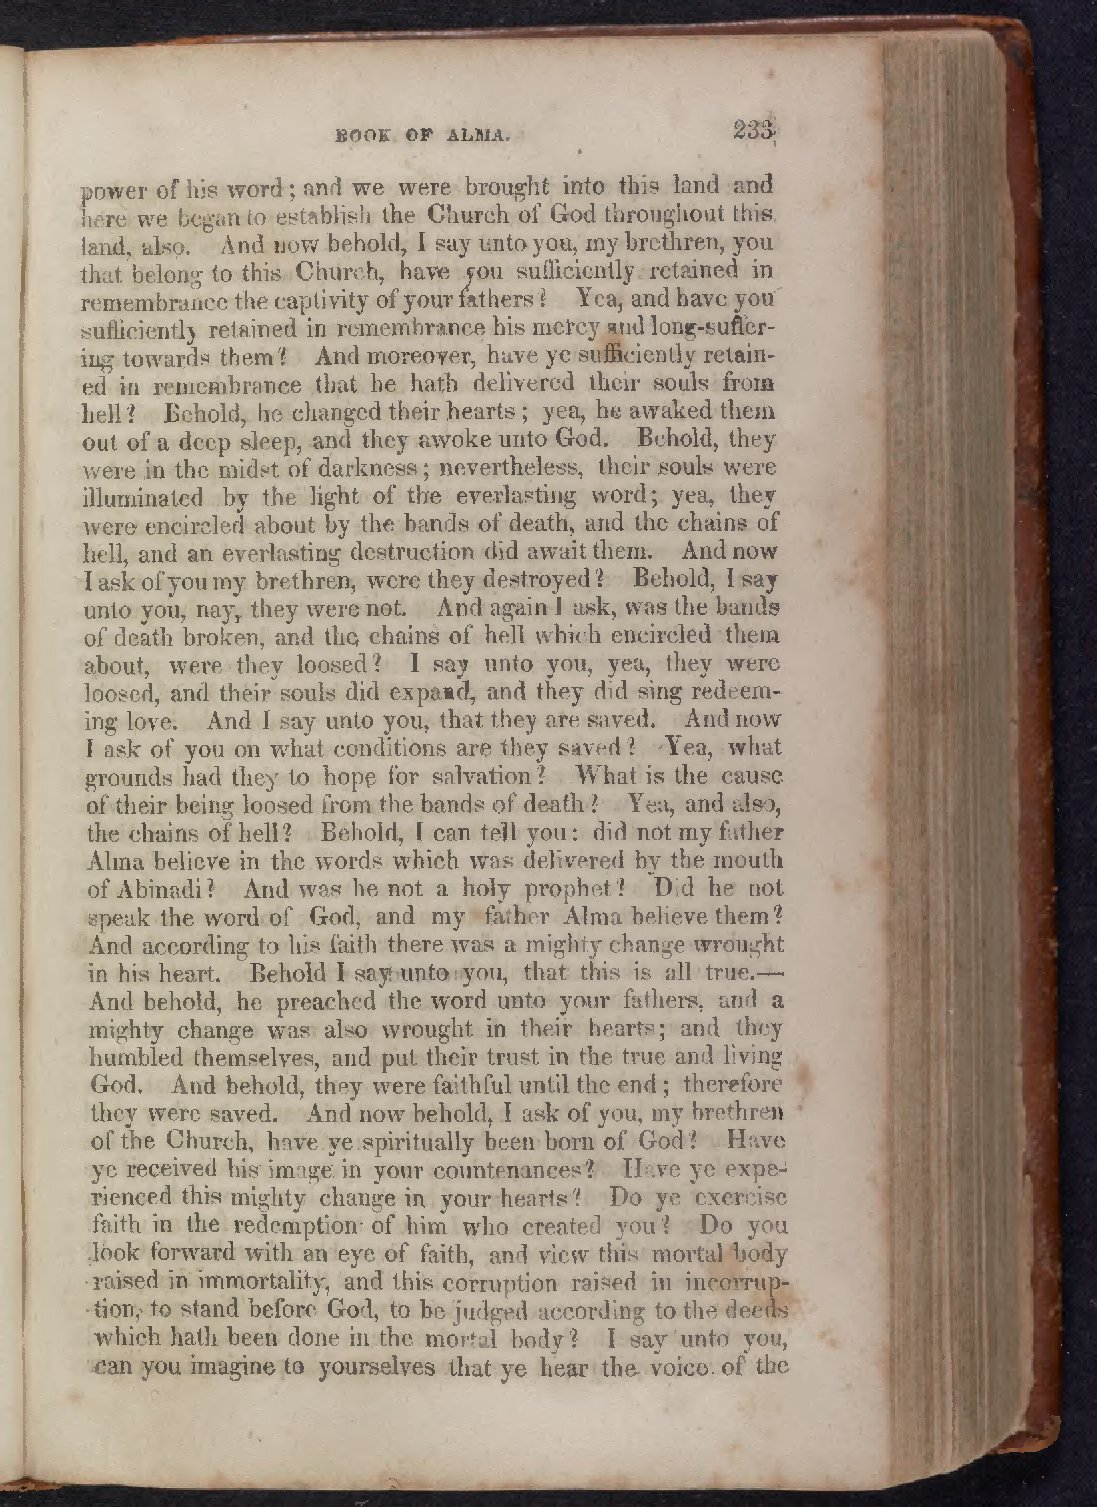 BOOK OF ALMA. 233
power of his word; and we were brought into this land and
here we began to establish the Church of God throughout this
land, also. And now behold, I say unto you, my brethren, you
that belong to this Church, have you sufficiently retained in
remembrance the captivity of your fathers? Yea, and have you
sufficiently retained in remembrance his mercy and long-suffer-
ing towards them? And moreover, have ye sufficiently retain-
ed in remembrance that he hath delivered their souls from
hell? Behold, he changed their hearts; yea, he awaked them
out of a deep sleep, and they awoke unto God. Behold, they
were in the midst of darkness; nevertheless, their souls were
illuminated by the light of the everlasting word; yea, they
were encircled about by the bands of death, and the chains of
hell, and an everlasting destruction did await them. And now
I ask of you my brethren, were they destroyed? Behold, I say
unto you, nay, they were not. And again I ask, was the bands
of death broken, and the chains of hell which encircled them
about, were they loosed? I say unto you, yea, they were
loosed, and their souls did expand, and they did sing redeem-
ing love. And I say unto you, that they are saved. And now
I ask of you on what conditions are they saved? Yea, what
grounds had they to hope for salvation? What is the cause
of their being loosed from the bands of death? Yea, and also,
the chains of hell? Behold, I can tell you: did not my father
Alma believe in the words which was delivered by the mouth
of Abinadi? And was he not a holy prophet? Did he not
speak the word of God, and my father Alma believe them?
And according to his faith there was a mighty change wrought
in his heart. Behold I say unto you, that this is all true.—
And behold, he preached the word unto your fathers, and a
mighty change was also wrought in their hearts; and they
humbled themselves, and put their trust in the true and living
God. And behold, they were faithful until the end; therefore
they were saved. And now behold, I ask of you, my brethren
of the Church, have ye spiritually been born of God? Have
ye received his image in your countenances? Have ye expe-
rienced this mighty change in your hearts? Do ye exercise
faith in the redemption of him who created you? Do you
look forward with an eye of faith, and view this mortal body
raised in immortality, and this corruption raised in incorrup-
tion, to stand before God, to be judged according to the deeds
which hath been done in the mortal body? I say unto you,
can you imagine to yourselves that ye hear the voice of the